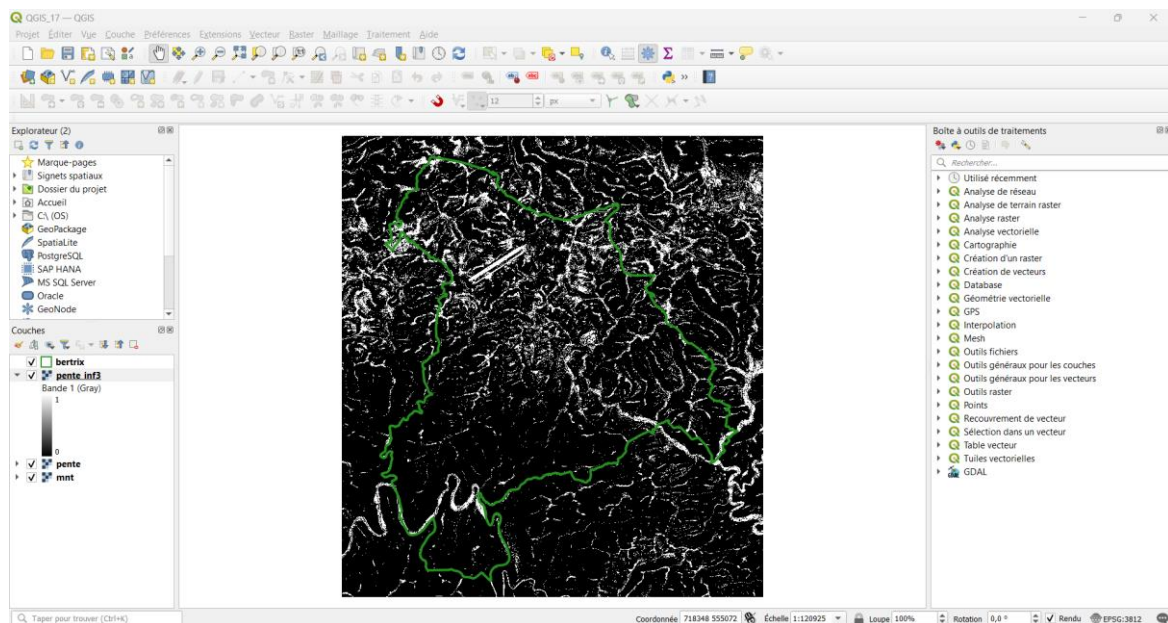 QGIS_17 — QGIS
Projet Éditer Vue Couche Préférences Extensions Vecteur Raster Maillage Traitement Aide
12
px
Explorateur (2)
Marque-pages
Signets spatiaux
Dossier du projet
Accueil
C:\ (OS)
GeoPackage
SpatiaLite
PostgreSQL
SAP HANA
MS SQL Server
Oracle
GeoNode
Couches
bertrix
pente_inf3
Bande 1 (Gray)
1
0
pente
mnt
Boîte à outils de traitements
Rechercher...
Utilisé récemment
Analyse de réseau
Analyse de terrain raster
Analyse raster
Analyse vectorielle
Cartographie
Création d'un raster
Création de vecteurs
Database
Géométrie vectorielle
GPS
Interpolation
Mesh
Outils fichiers
Outils généraux pour les couches
Outils généraux pour les vecteurs
Outils raster
Points
Recouvrement de vecteur
Sélection dans un vecteur
Table vecteur
Tuiles vectorielles
GDAL
Taper pour trouver (Ctrl+K)
Coordonnée 718348 555072 Échelle 1:120925 Loupe 100% Rotation 0,0 ° Rendu EPSG:3812